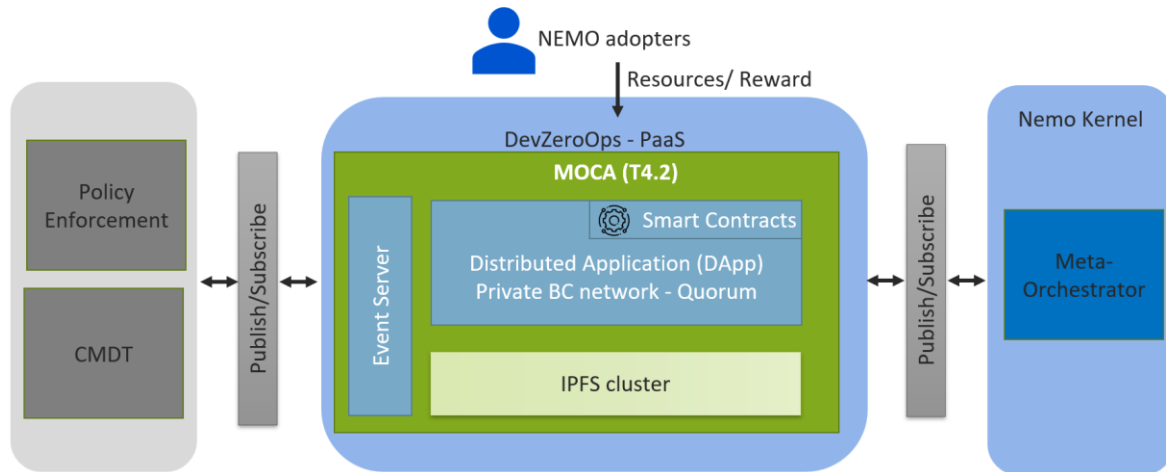 NEMO adopters
Resources/ Reward
Policy
Enforcement
CMDT
Publish/Subscribe
DevZeroOps - PaaS
MOCA (T4.2)
Event Server
Smart Contracts
Distributed Application (DApp)
Private BC network - Quorum
IPFS cluster
Publish/Subscribe
Nemo Kernel
Meta-
Orchestrator